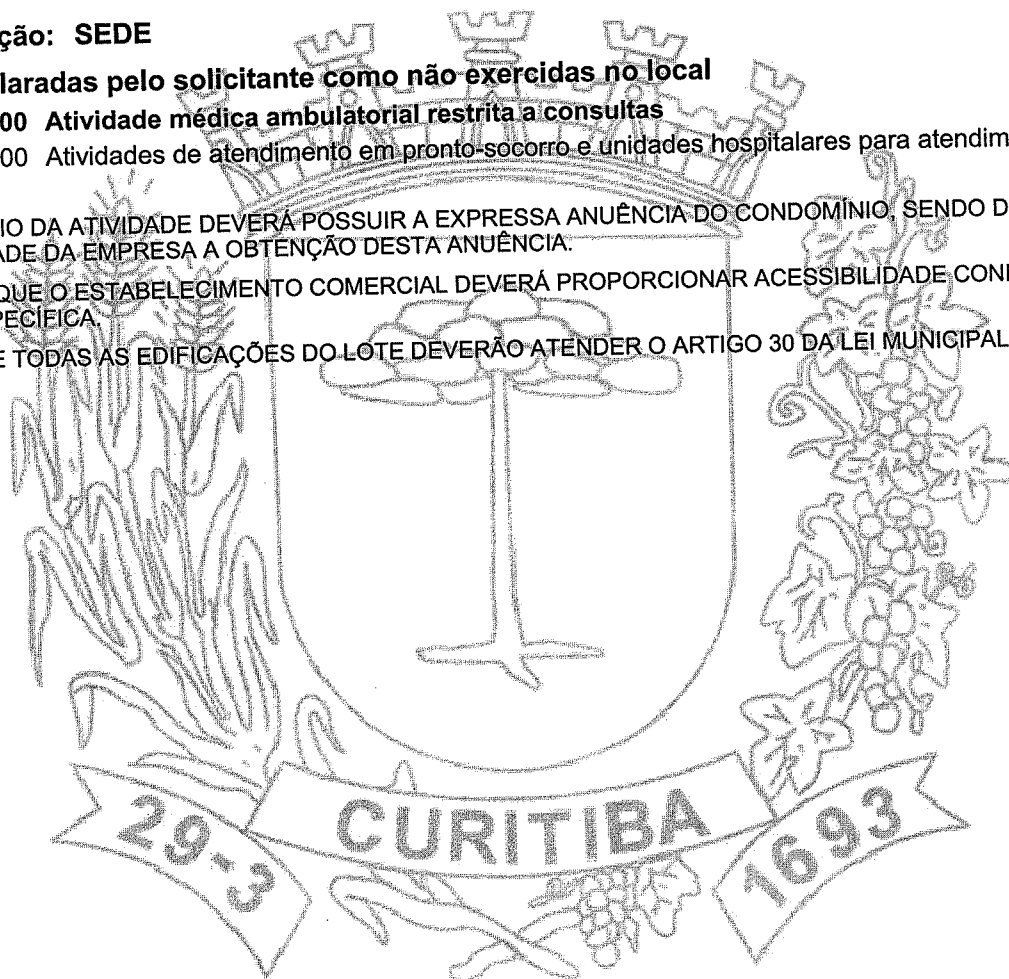 ção: SEDE
laradas pelo solicitante como não exercidas no local
00 Atividade médica ambulatorial restrita a consultas
00 Atividades de atendimento em pronto-socorro e unidades hospitalares para atendim
IO DA ATIVIDADE DEVERÁ POSSUIR A EXPRESSA ANUÊNCIA DO CONDOMÍNIO, SENDO D
ADE DA EMPRESA A OBTENÇÃO DESTA ANUÊNCIA.
QUE O ESTABELECIMENTO COMERCIAL DEVERÁ PROPORCIONAR ACESSIBILIDADE CON
PECÍFICA.
E TODAS AS EDIFICAÇÕES DO LOTE DEVERÃO ATENDER O ARTIGO 30 DA LEI MUNICIPAL
CURITIBA
29-3
1693